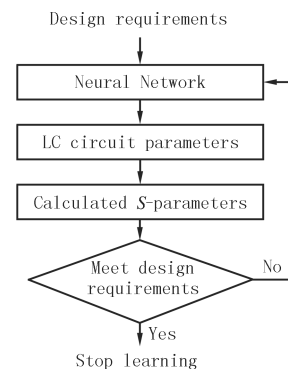 Design requirements
Neural Network
LC circuit parameters
Calculated S-parameters
Meet design
requirements
No
Yes
Stop learning